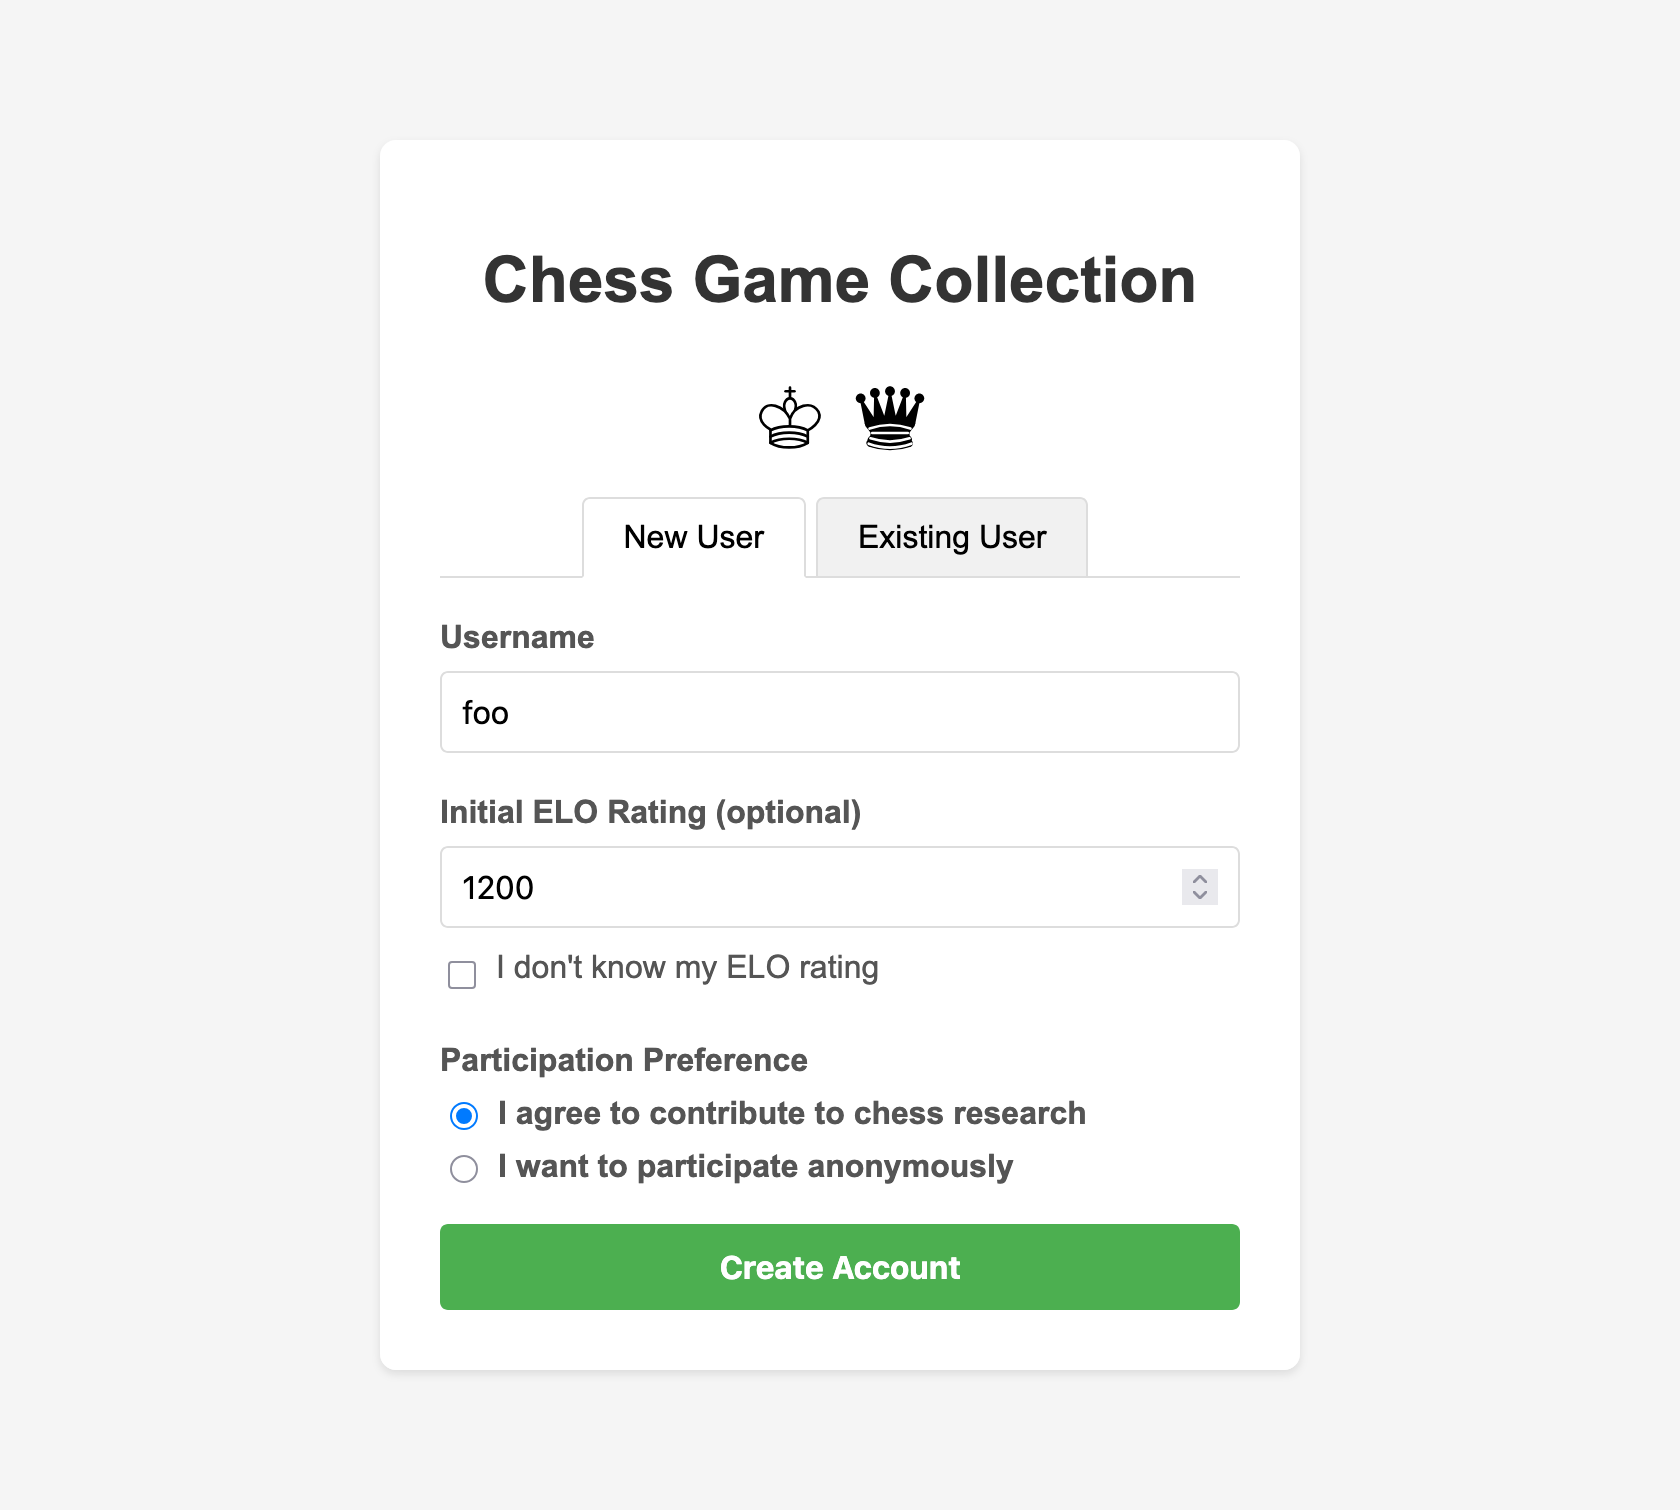 Chess Game Collection
New User
Existing User
Username
foo
Initial ELO Rating (optional)
1200
I don't know my ELO rating
Participation Preference
I agree to contribute to chess research
I want to participate anonymously
Create Account